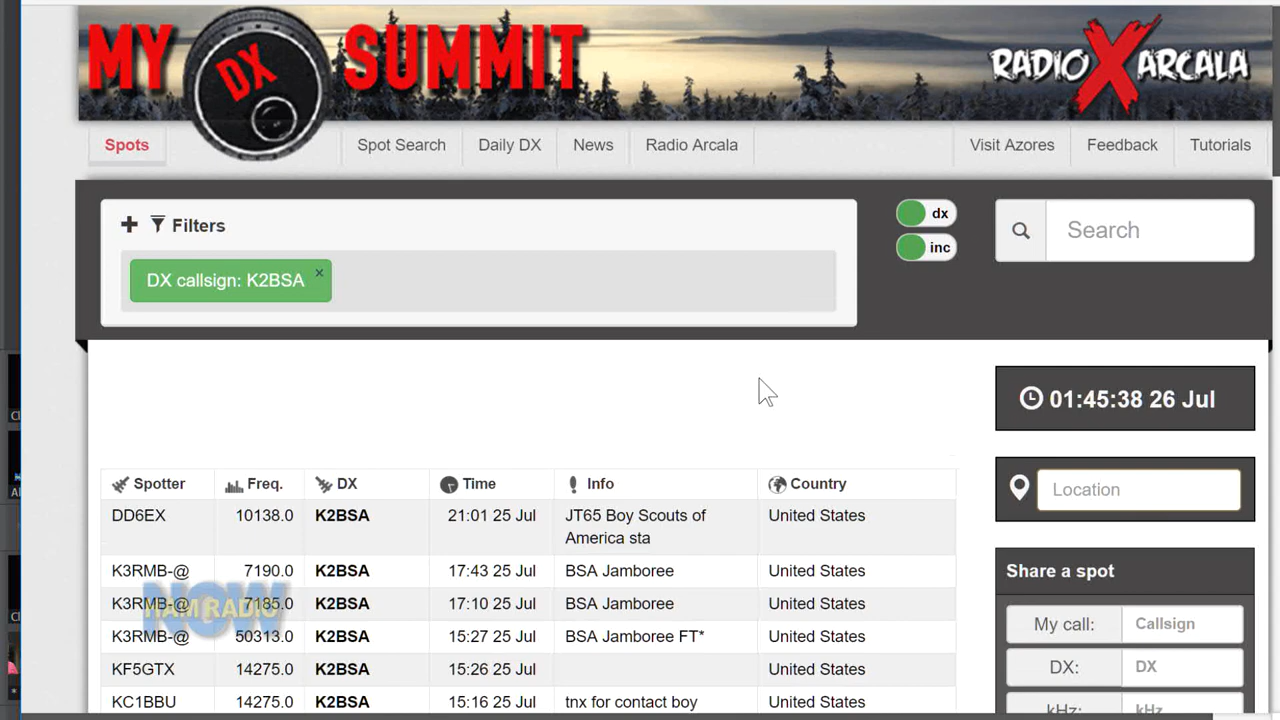 MY DX SUMMIT
RADIO X ARCALA
Spots
Spot Search
Daily DX
News
Radio Arcala
Visit Azores
Feedback
Tutorials
Filters
dx
inc
Search
DX callsign: K2BSA ×
01:45:38 26 Jul
Location
Spotter Freq. DX Time Info Country
DD6EX 10138.0 K2BSA 21:01 25 Jul JT65 Boy Scouts of United States
America sta
K3RMB-@ 7190.0 K2BSA 17:43 25 Jul BSA Jamboree United States
K3RMB-@ 7185.0 K2BSA 17:10 25 Jul BSA Jamboree United States
K3RMB-@ 50313.0 K2BSA 15:27 25 Jul BSA Jamboree FT* United States
KF5GTX 14275.0 K2BSA 15:26 25 Jul United States
KC1BBU 14275.0 K2BSA 15:16 25 Jul tnx for contact boy United States
HAM RADIO
NOW
Share a spot
My call: Callsign
DX: DX
kHz: kHz